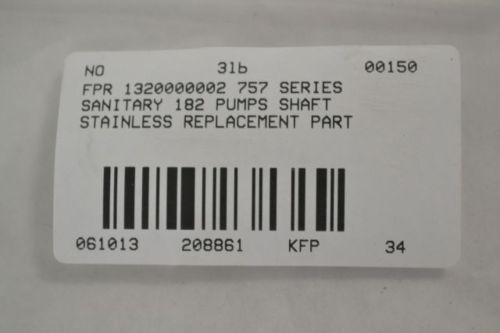 NO 3lb 00150
FPR 1320000002 757 SERIES
SANITARY 182 PUMPS SHAFT
STAINLESS REPLACEMENT PART
061013 208861 KFP 34